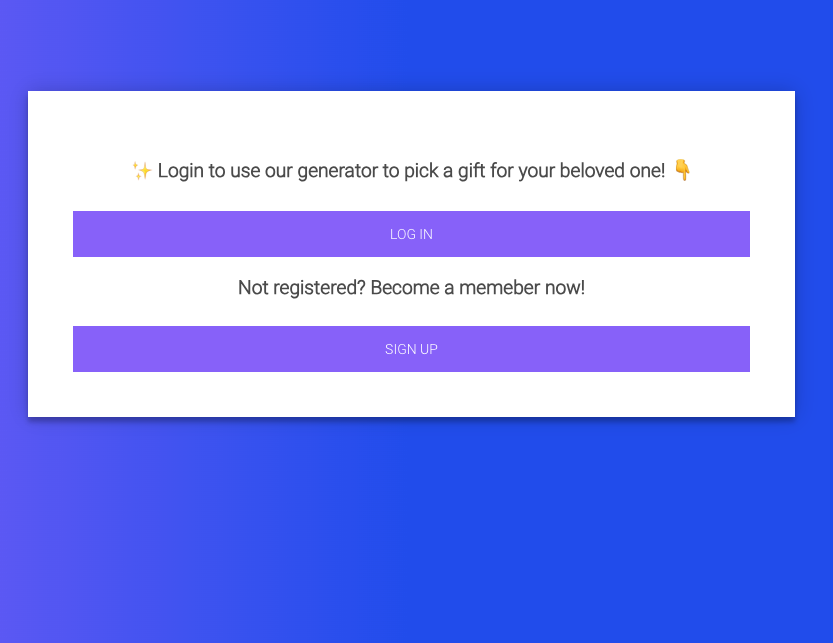 ✨ Login to use our generator to pick a gift for your beloved one! 👇
LOG IN
Not registered? Become a memeber now!
SIGN UP